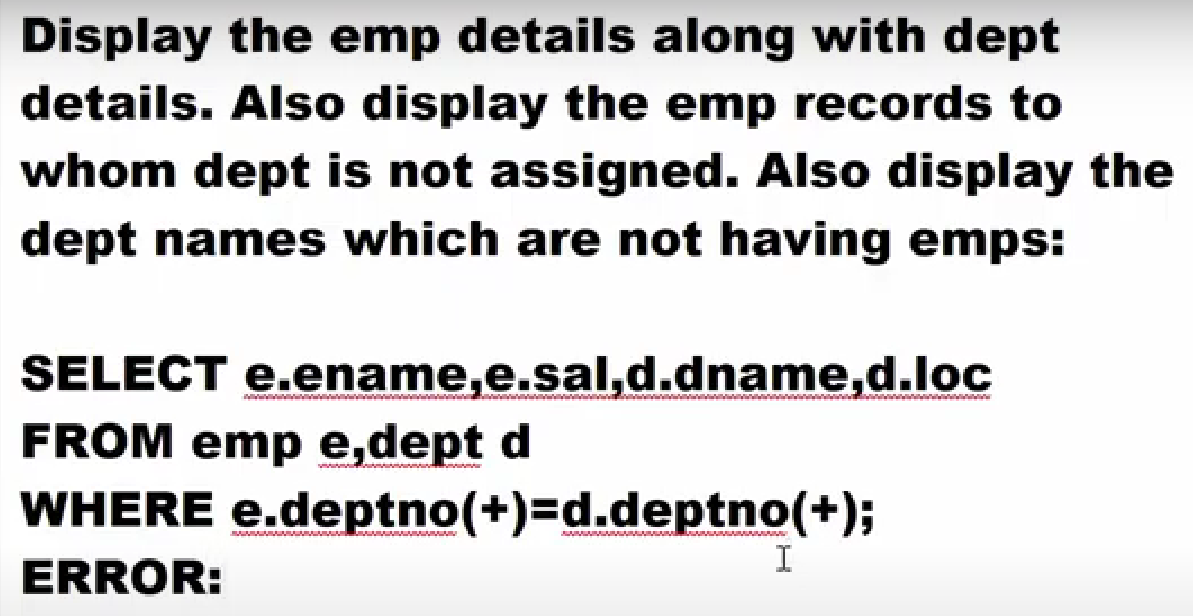 Display the emp details along with dept
details. Also display the emp records to
whom dept is not assigned. Also display the
dept names which are not having emps:
SELECT e.ename,e.sal,d.dname,d.loc
FROM emp e,dept d
WHERE e.deptno(+)=d.deptno(+);
ERROR: